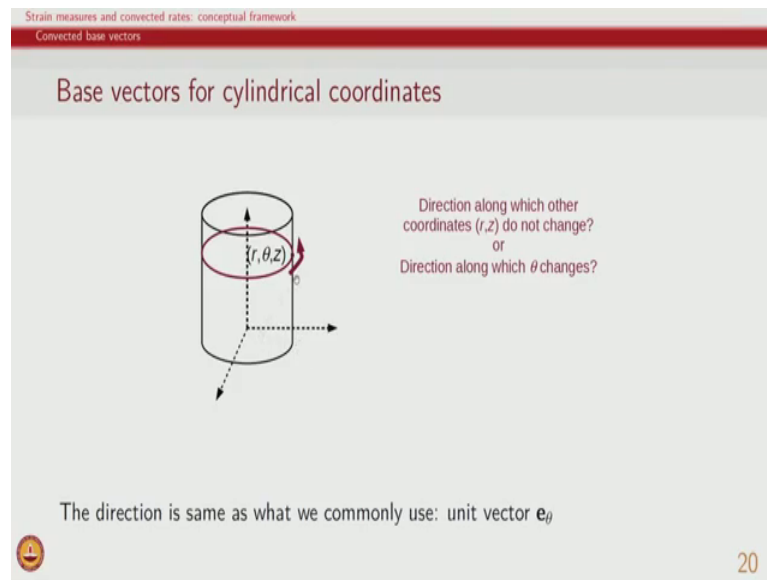 Strain measures and convected rates: conceptual framework
Convected base vectors
Base vectors for cylindrical coordinates
(r,θ,z)
Direction along which other
coordinates (r,z) do not change?
or
Direction along which θ changes?
The direction is same as what we commonly use: unit vector eθ
20